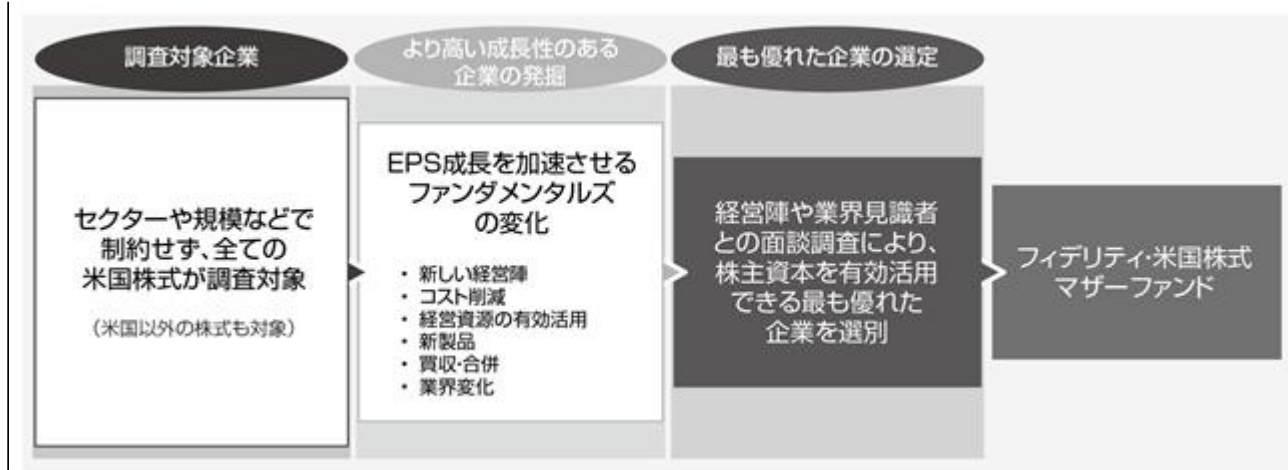 調査対象企業
セクターや規模などで
制約せず、全ての
米国株式が調査対象
（米国以外の株式も対象）
より高い成長性のある
企業の発掘
EPS成長を加速させる
ファンダメンタルズ
の変化
・ 新しい経営陣
・ コスト削減
・ 経営資源の有効活用
・ 新製品
・ 買収・合併
・ 業界変化
最も優れた企業の選定
経営陣や業界見識者
との面談調査により、
株主資本を有効活用
できる最も優れた
企業を選別
フィデリティ・米国株式
マザーファンド